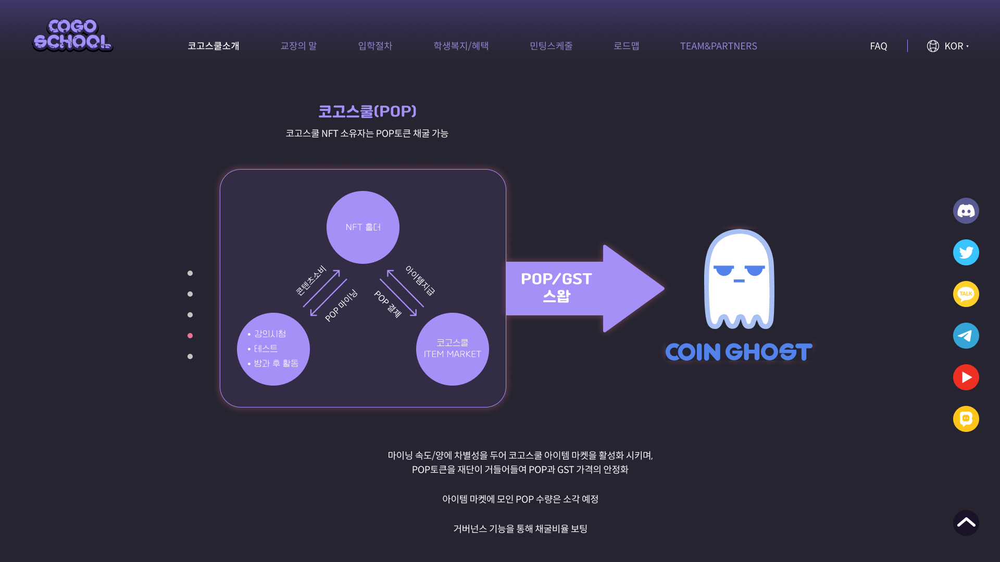 COGO
SCHOOL
코고스쿨소개
교장의 말
입학절차
학생복지/혜택
민팅스케줄
로드맵
TEAM&PARTNERS
FAQ
KOR
코고스쿨(POP)
코고스쿨 NFT 소유자는 POP토큰 채굴 가능
NFT 홀더
콘텐츠소비
POP 마이닝
아이템지급
POP 결제
• 강의시청
• 테스트
• 방과 후 활동
코고스쿨
ITEM MARKET
POP/GST
스왑
COIN GHOST
TALK
마이닝 속도/양에 차별성을 두어 코고스쿨 아이템 마켓을 활성화 시키며,
POP토큰을 재단이 거들어들여 POP과 GST 가격의 안정화
아이템 마켓에 모인 POP 수량은 소각 예정
거버넌스 기능을 통해 채굴비율 보팅